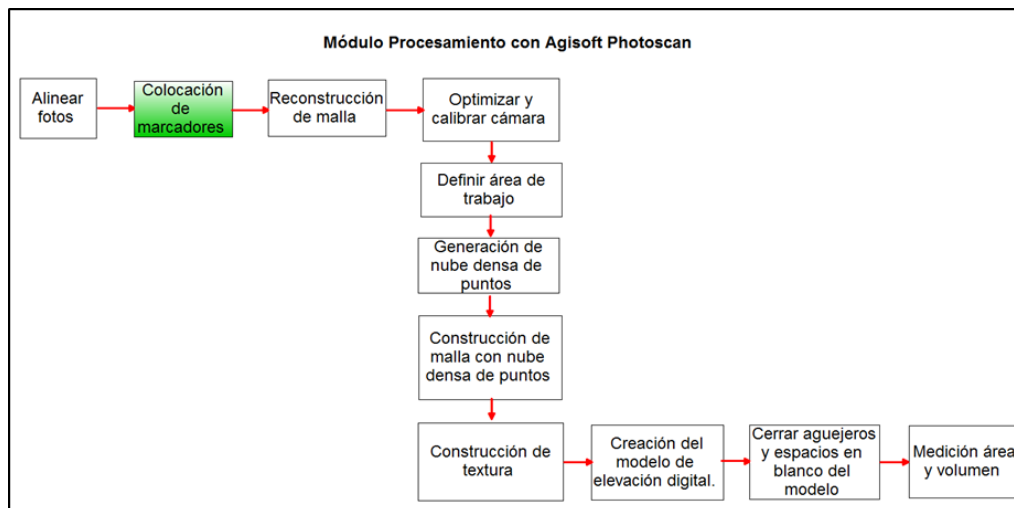 Módulo Procesamiento con Agisoft Photoscan
Alinear
fotos
Colocación
de
marcadores
Reconstrucción
de malla
Optimizar y
calibrar cámara
Definir área de
trabajo
Generación de
nube densa de
puntos
Construcción de
malla con nube
densa de puntos
Construcción de
textura
Creación del
modelo de
elevación digital.
Cerrar aguejeros
y espacios en
blanco del
modelo
Medición área
y volumen